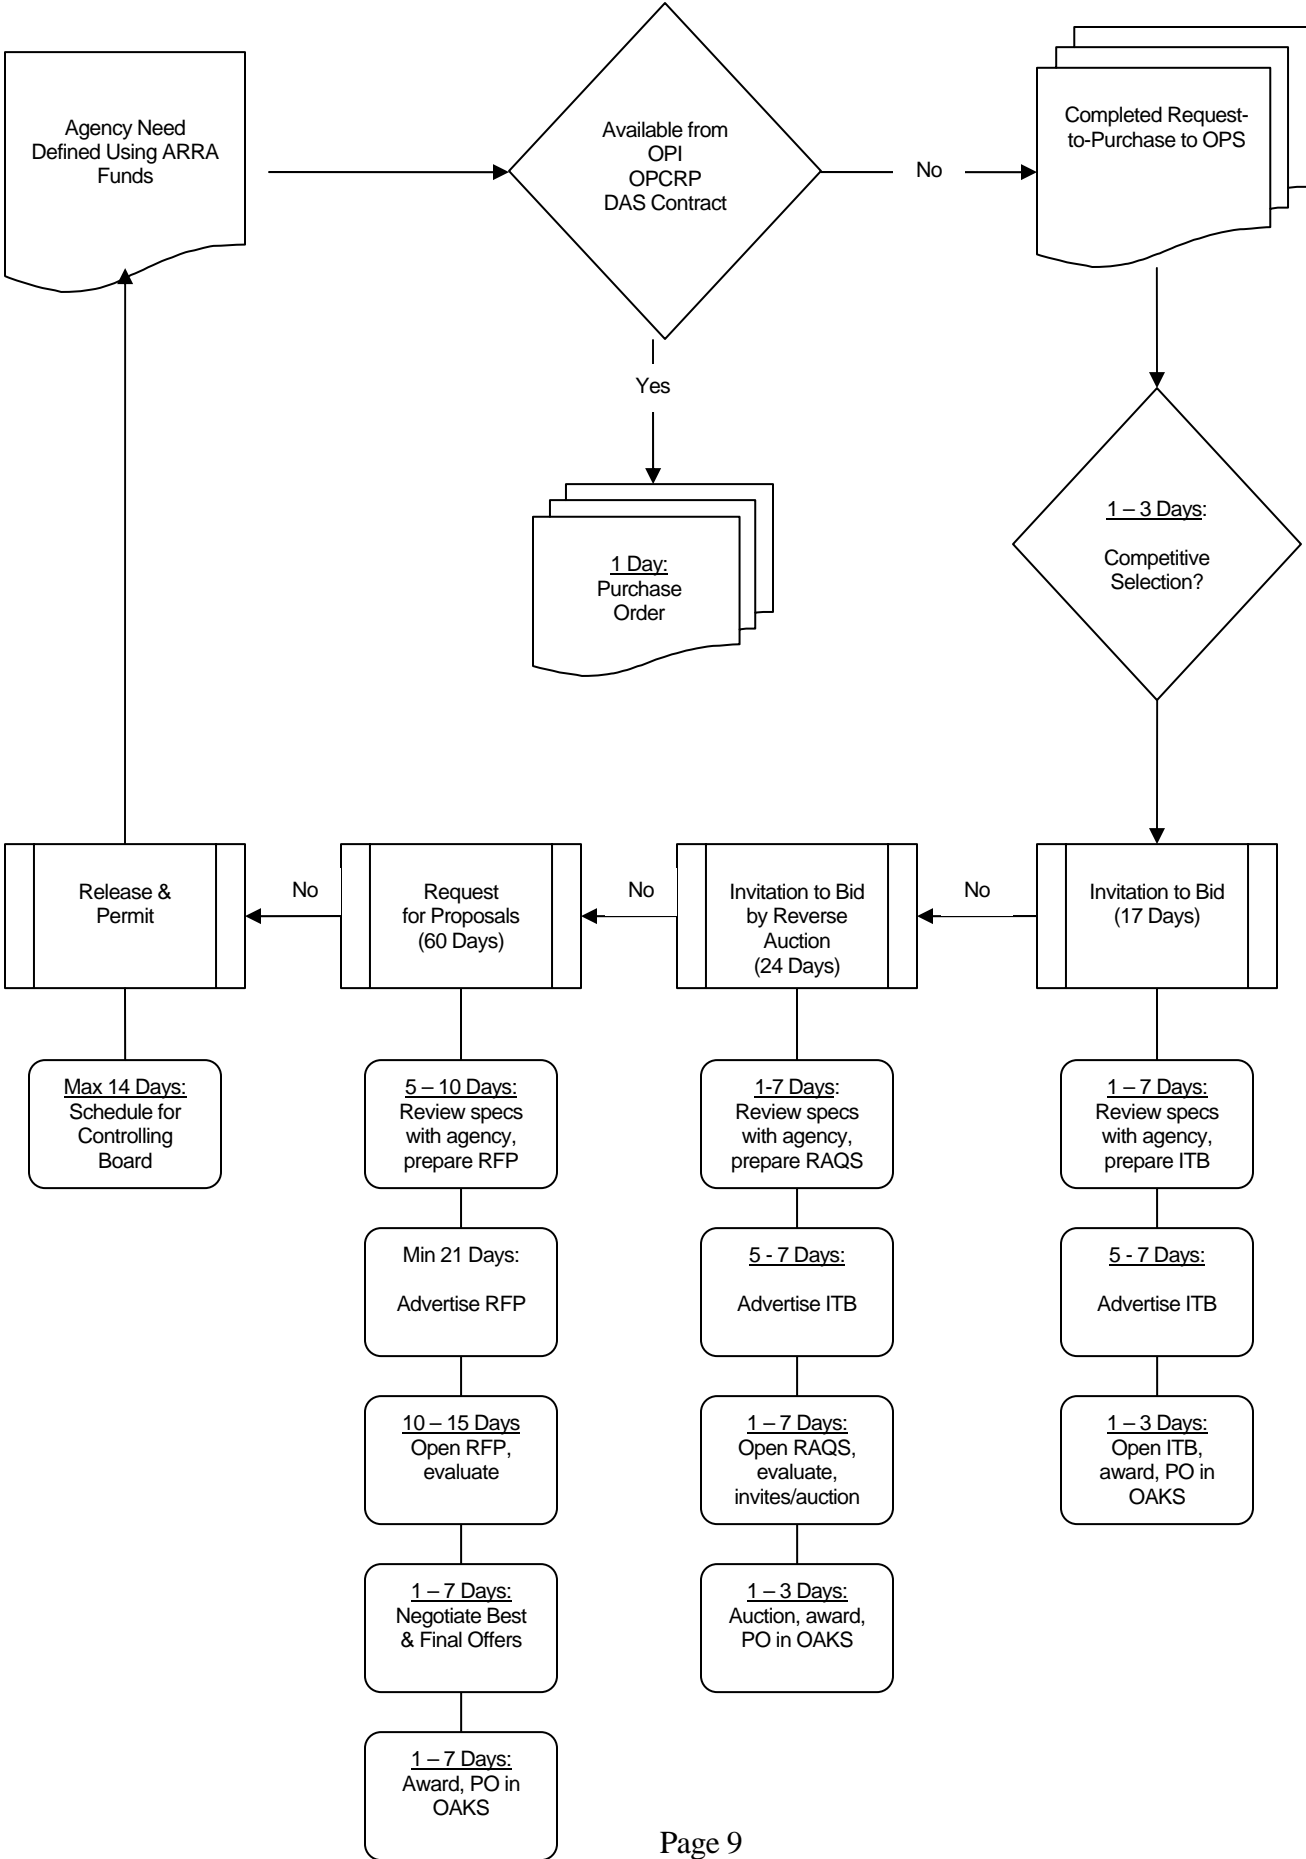 Agency Need
Defined Using ARRA
Funds
Available from
OPI
OPCRP
DAS Contract
No
Completed Request-
to-Purchase to OPS
Yes
1 Day:
Purchase
Order
1 – 3 Days:
Competitive
Selection?
Release &
Permit
No
Request
for Proposals
(60 Days)
No
Invitation to Bid
by Reverse
Auction
(24 Days)
No
Invitation to Bid
(17 Days)
Max 14 Days:
Schedule for
Controlling
Board
5 – 10 Days:
Review specs
with agency,
prepare RFP
1-7 Days:
Review specs
with agency,
prepare RAQS
1 – 7 Days:
Review specs
with agency,
prepare ITB
Min 21 Days:
Advertise RFP
5 - 7 Days:
Advertise ITB
5 - 7 Days:
Advertise ITB
10 – 15 Days
Open RFP,
evaluate
1 – 7 Days:
Open RAQS,
evaluate,
invites/auction
1 – 3 Days:
Open ITB,
award, PO in
OAKS
1 – 7 Days:
Negotiate Best
& Final Offers
1 – 3 Days:
Auction, award,
PO in OAKS
1 – 7 Days:
Award, PO in
OAKS
Page 9